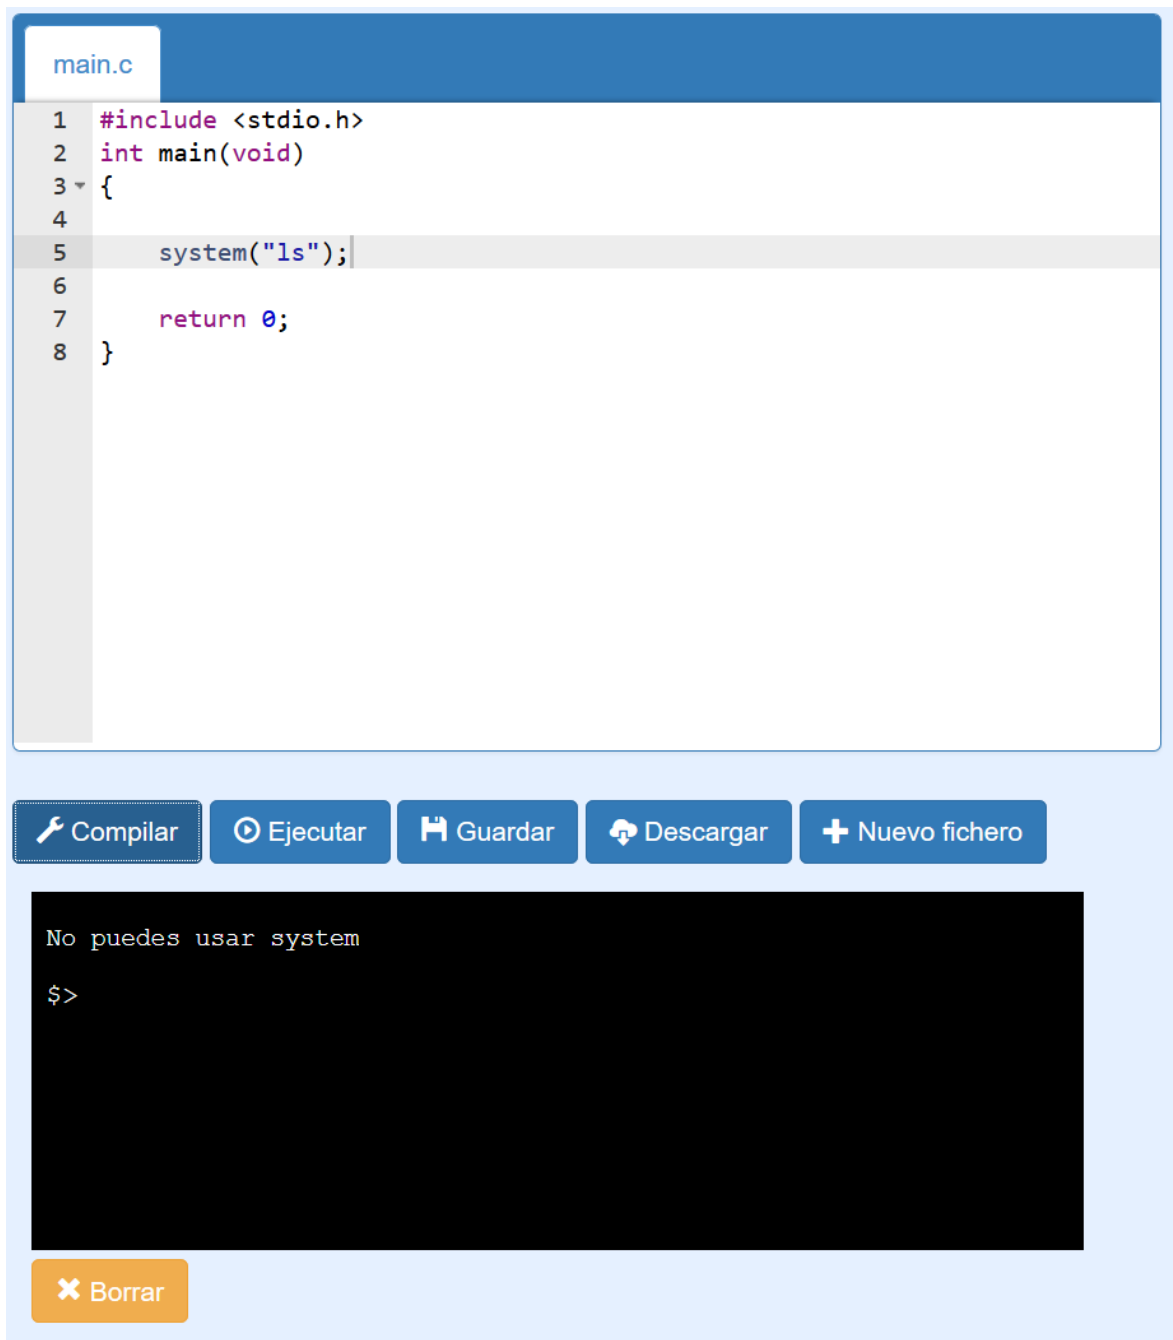 main.c
1 #include <stdio.h>
2 int main(void)
3 {
4
5 system("ls");
6
7 return 0;
8 }
Compilar Ejecutar Guardar Descargar Nuevo fichero
No puedes usar system
$>
Borrar